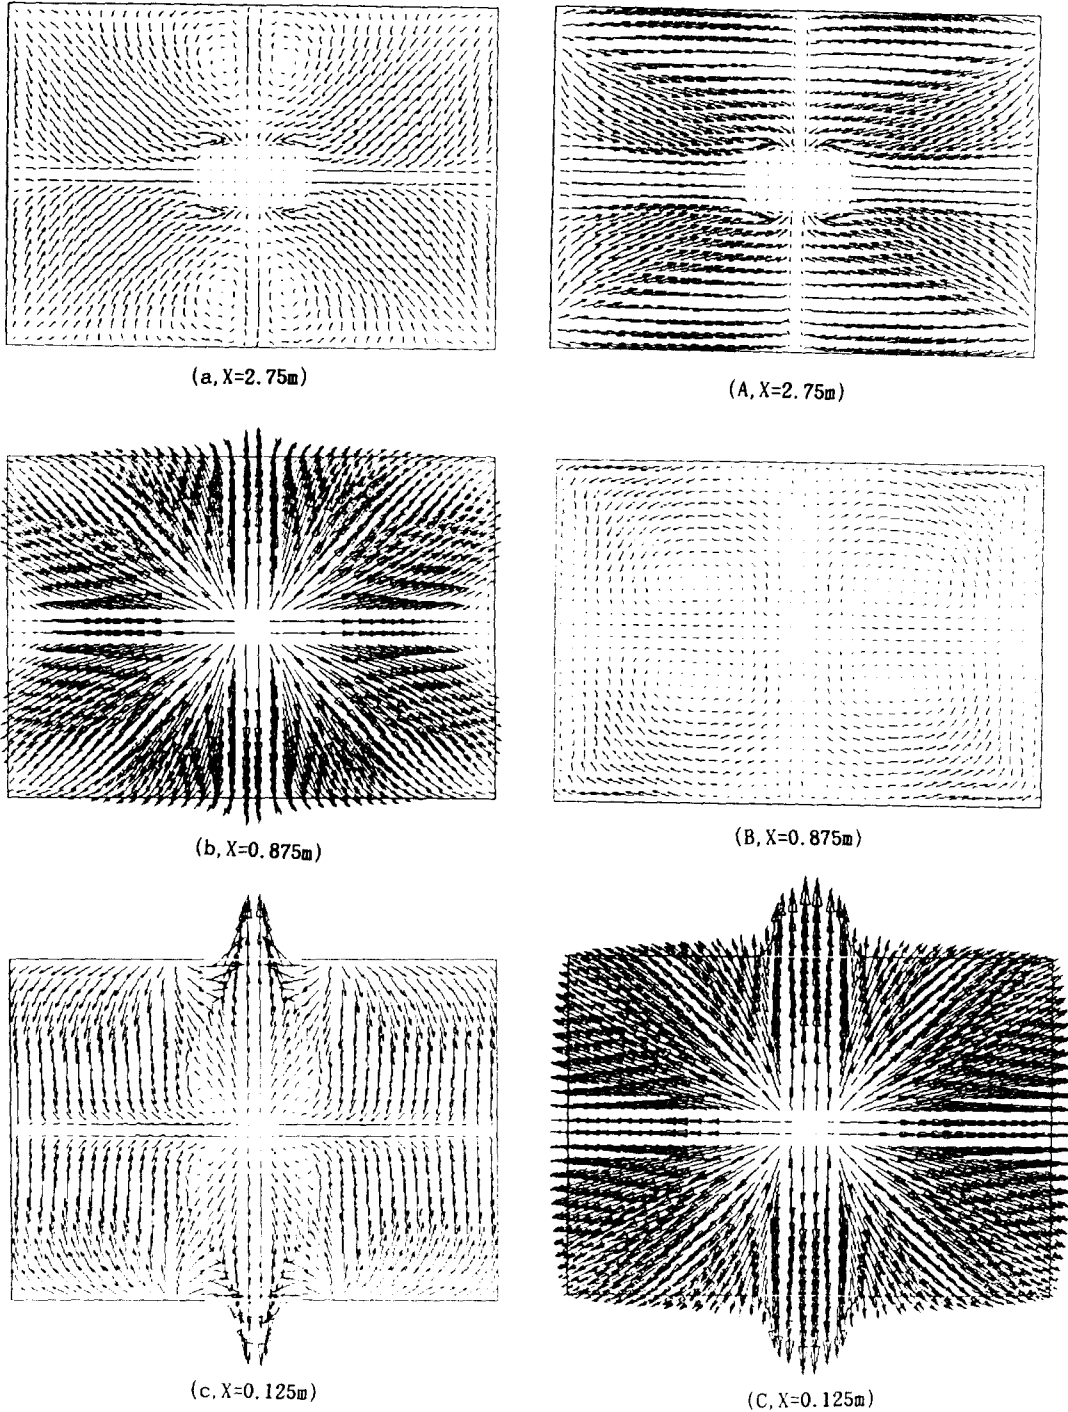 (a, X=2.75m)
(A, X=2.75m)
(b, X=0.875m)
(B, X=0.875m)
(c, X=0.125m)
(C, X=0.125m)